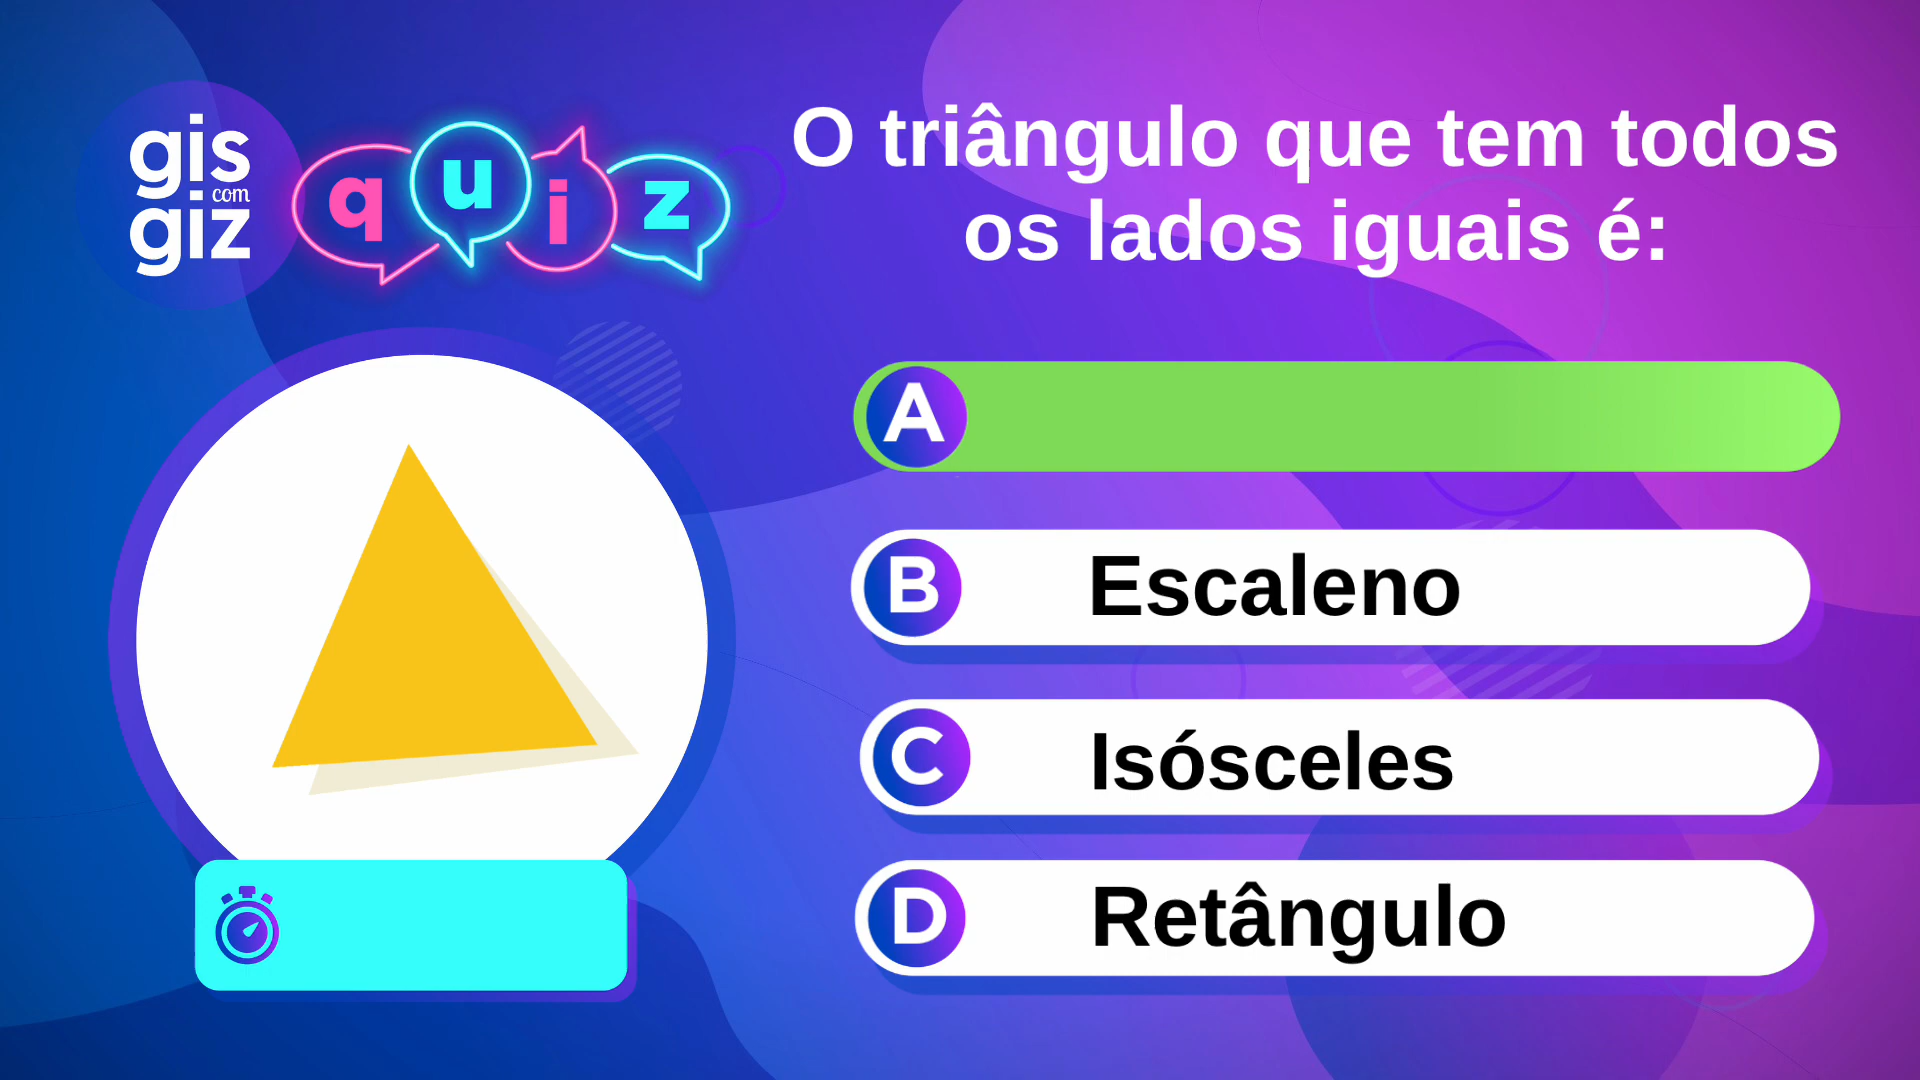 gis
com
giz
quiz
O triângulo que tem todos
os lados iguais é:
A
B Escaleno
C Isósceles
D Retângulo